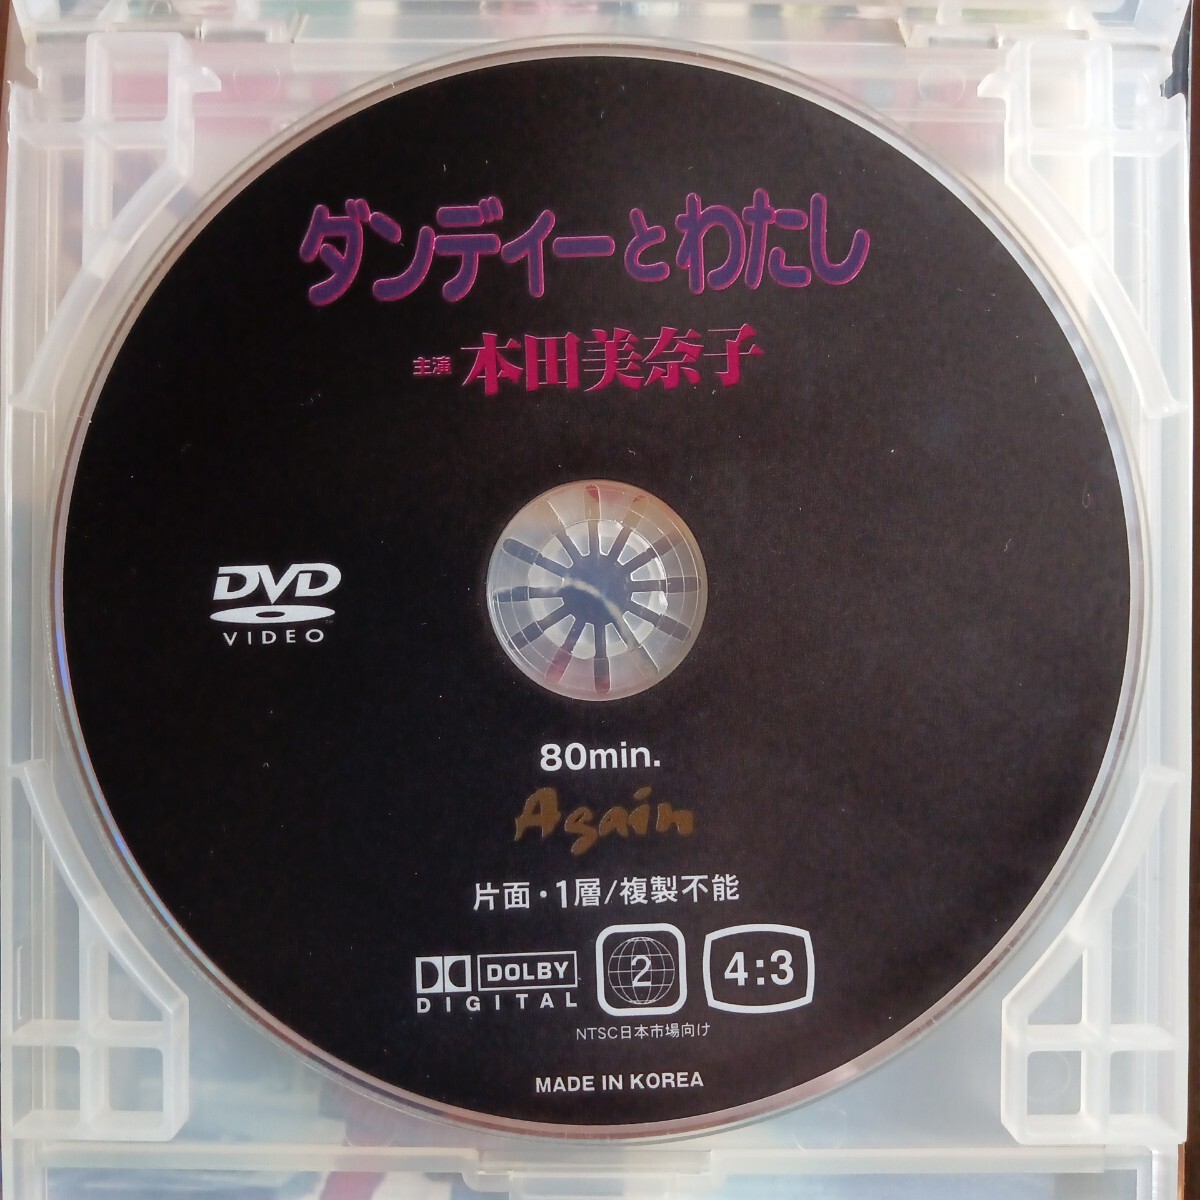 ダンディーとわたし
主演 本田美奈子
DVD
VIDEO
80min.
Again
片面・1層/複製不能
DOLBY
DIGITAL
2
4:3
NTSC日本市場向け
MADE IN KOREA